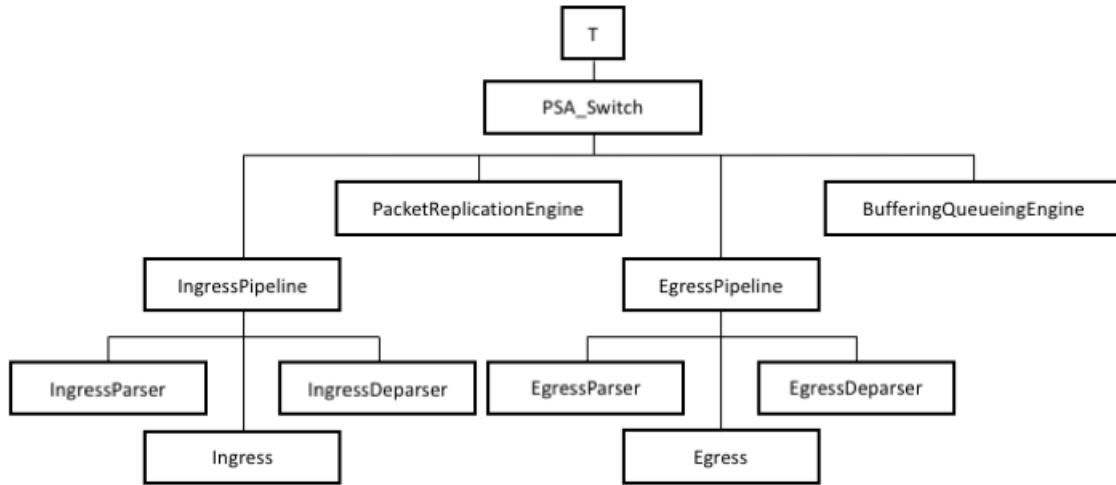 T
PSA_Switch
PacketReplicationEngine
BufferingQueueingEngine
IngressPipeline
EgressPipeline
IngressParser
IngressDeparser
EgressParser
EgressDeparser
Ingress
Egress